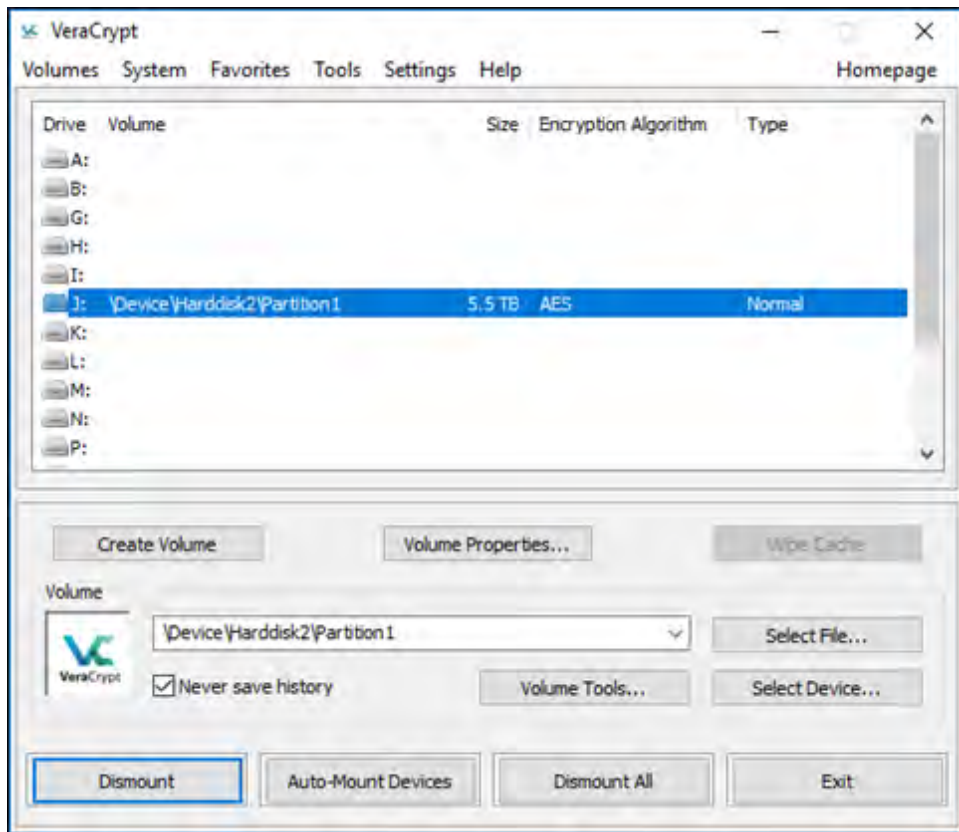 VeraCrypt
Volumes System Favorites Tools Settings Help Homepage
Drive Volume Size Encryption Algorithm Type
A:
B:
G:
H:
I:
J: \Device\Harddisk2\Partition1 5.5 TB AES Normal
K:
L:
M:
N:
P:
Create Volume Volume Properties... Wipe Cache
Volume
\Device\Harddisk2\Partition1 Select File...
VC
VeraCrypt
Never save history Volume Tools... Select Device...
Dismount Auto-Mount Devices Dismount All Exit